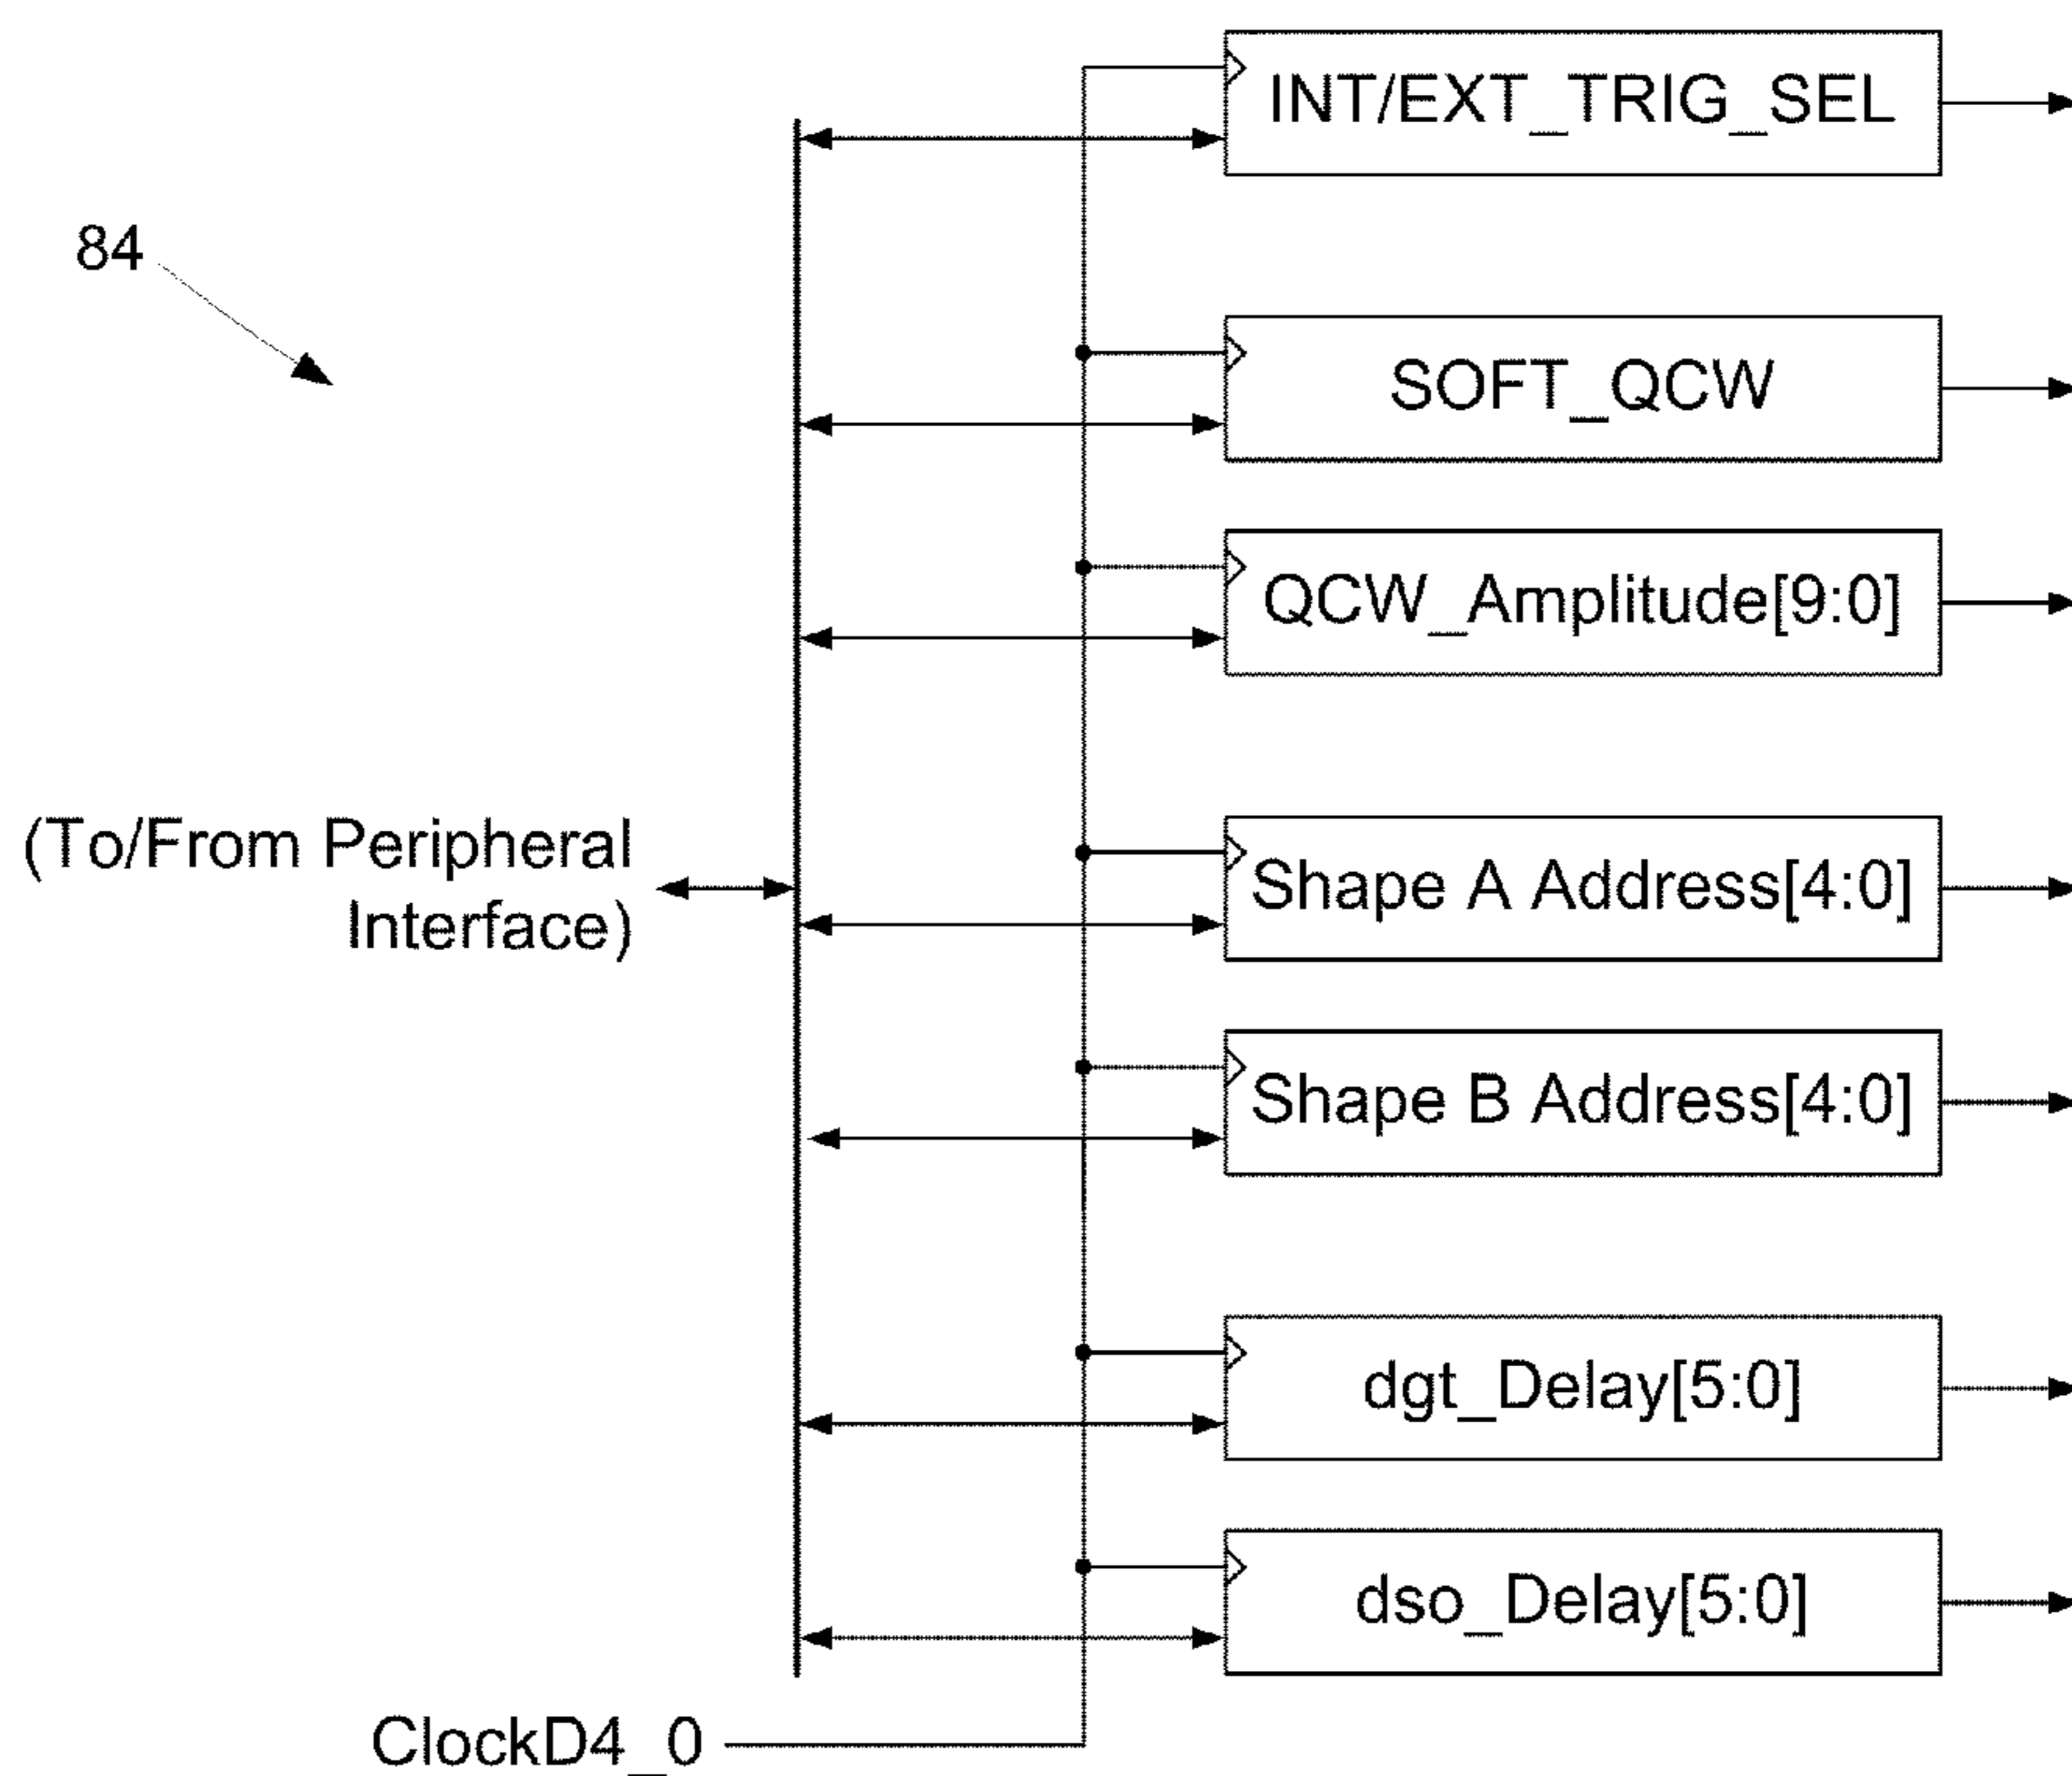 INT/EXT_TRIG_SEL
84
SOFT_QCW
QCW_Amplitude[9:0]
(To/From Peripheral
Interface)
Shape A Address[4:0]
Shape B Address[4:0]
dgt_Delay[5:0]
dso_Delay[5:0]
ClockD4_0